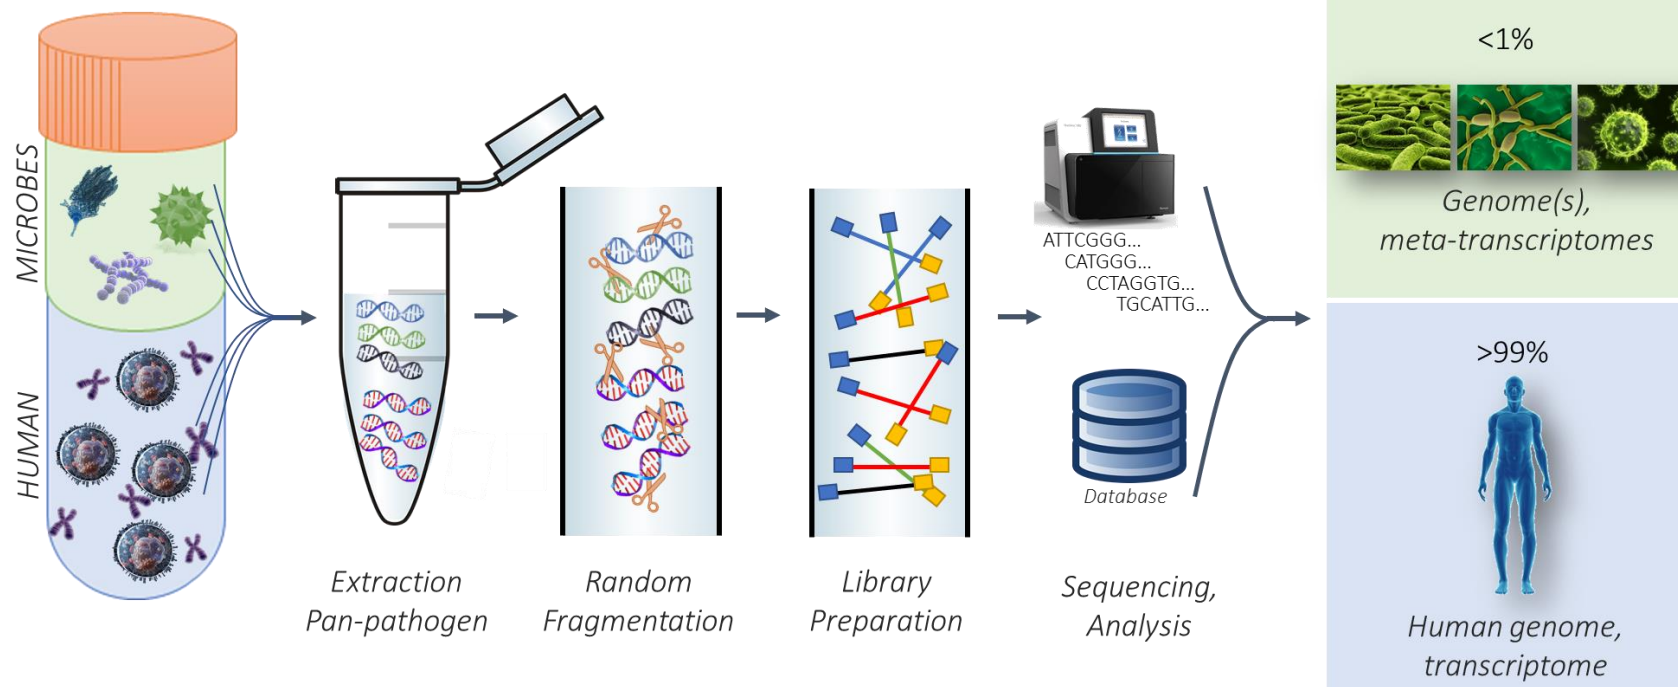 MICROBES
HUMAN
Extraction
Pan-pathogen
Random
Fragmentation
Library
Preparation
ATTCGGG...
CATGGG...
CCTAGGTG...
TGCATTG...
Database
Sequencing,
Analysis
<1%
Genome(s),
meta-transcriptomes
>99%
Human genome,
transcriptome